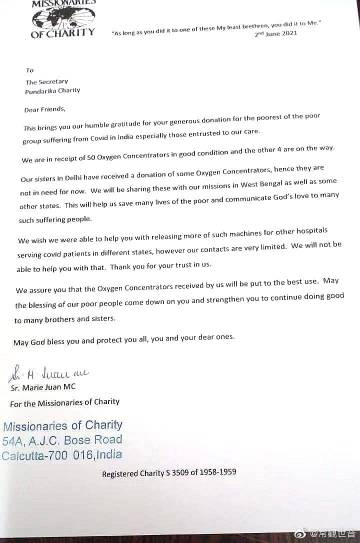 MISSIONARIES
OF CHARITY
"As long as you did it to one of these My least brethren, you did it to Me."
2nd June 2021
To
The Secretary
Pundarika Charity
Dear Friends,
This brings you our humble gratitude for your generous donation for the poorest of the poor
group suffering from Covid in India especially those entrusted to our care.
We are in receipt of 50 Oxygen Concentrators in good condition and the other 4 are on the way.
Our sisters in Delhi have received a donation of some Oxygen Concentrators, hence they are
not in need for now. We will be sharing these with our missions in West Bengal as well as some
other states. This will help us save many lives of the poor and communicate God's love to many
such suffering people.
We wish we were able to help you with releasing more of such machines for other hospitals
serving covid patients in different states, however our contacts are very limited. We will not be
able to help you with that. Thank you for your trust in us.
We assure you that the Oxygen Concentrators received by us will be put to the best use. May
the blessing of our poor people come down on you and strengthen you to continue doing good
to many brothers and sisters.
May God bless you and protect you all, you and your dear ones.
Sr. M Juan mc
Sr. Marie Juan MC
For the Missionaries of Charity
Missionaries of Charity
54A, A.J.C. Bose Road
Calcutta-700 016, India
Registered Charity S 3509 of 1958-1959
@常觀世音